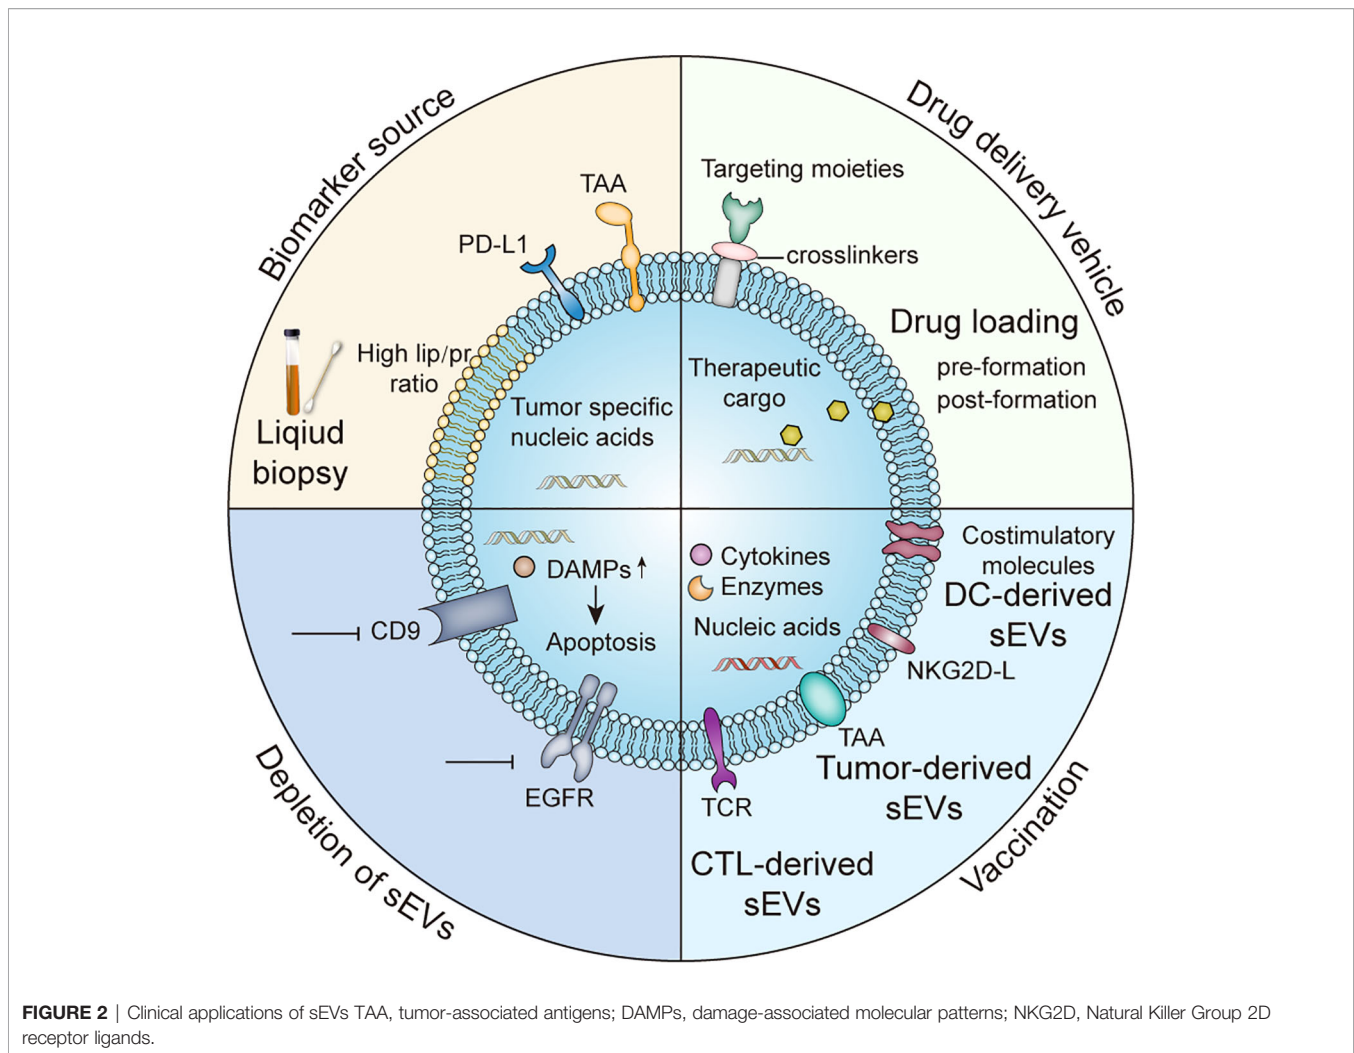 Biomarker source
TAA
PD-L1
High lip/pr
ratio
Liqiud
biopsy
Tumor specific
nucleic acids
Drug delivery vehicle
Targeting moieties
crosslinkers
Drug loading
pre-formation
post-formation
Therapeutic
cargo
DAMPs↑
Apoptosis
CD9
EGFR
Depletion of sEVs
Cytokines
Enzymes
Nucleic acids
Costimulatory
molecules
DC-derived
sEVs
NKG2D-L
TAA
Tumor-derived
sEVs
TCR
CTL-derived
sEVs
Vaccination
FIGURE 2 | Clinical applications of sEVs TAA, tumor-associated antigens; DAMPs, damage-associated molecular patterns; NKG2D, Natural Killer Group 2D
receptor ligands.